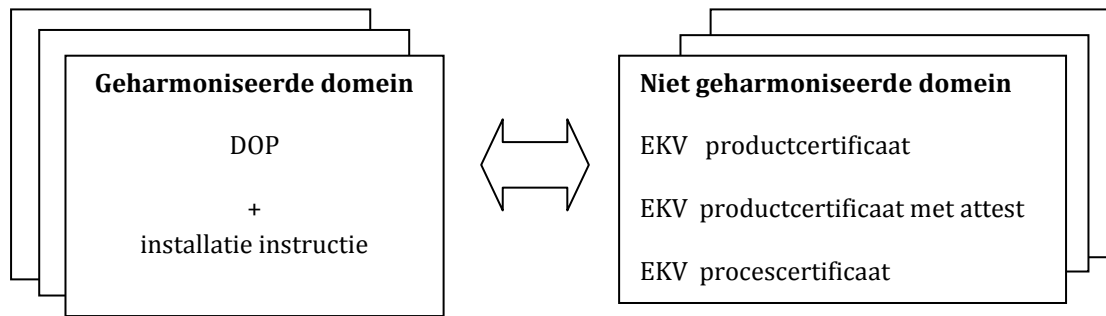 Geharmoniseerde domein
DOP
+
installatie instructie
Niet geharmoniseerde domein
EKV productcertificaat
EKV productcertificaat met attest
EKV procescertificaat